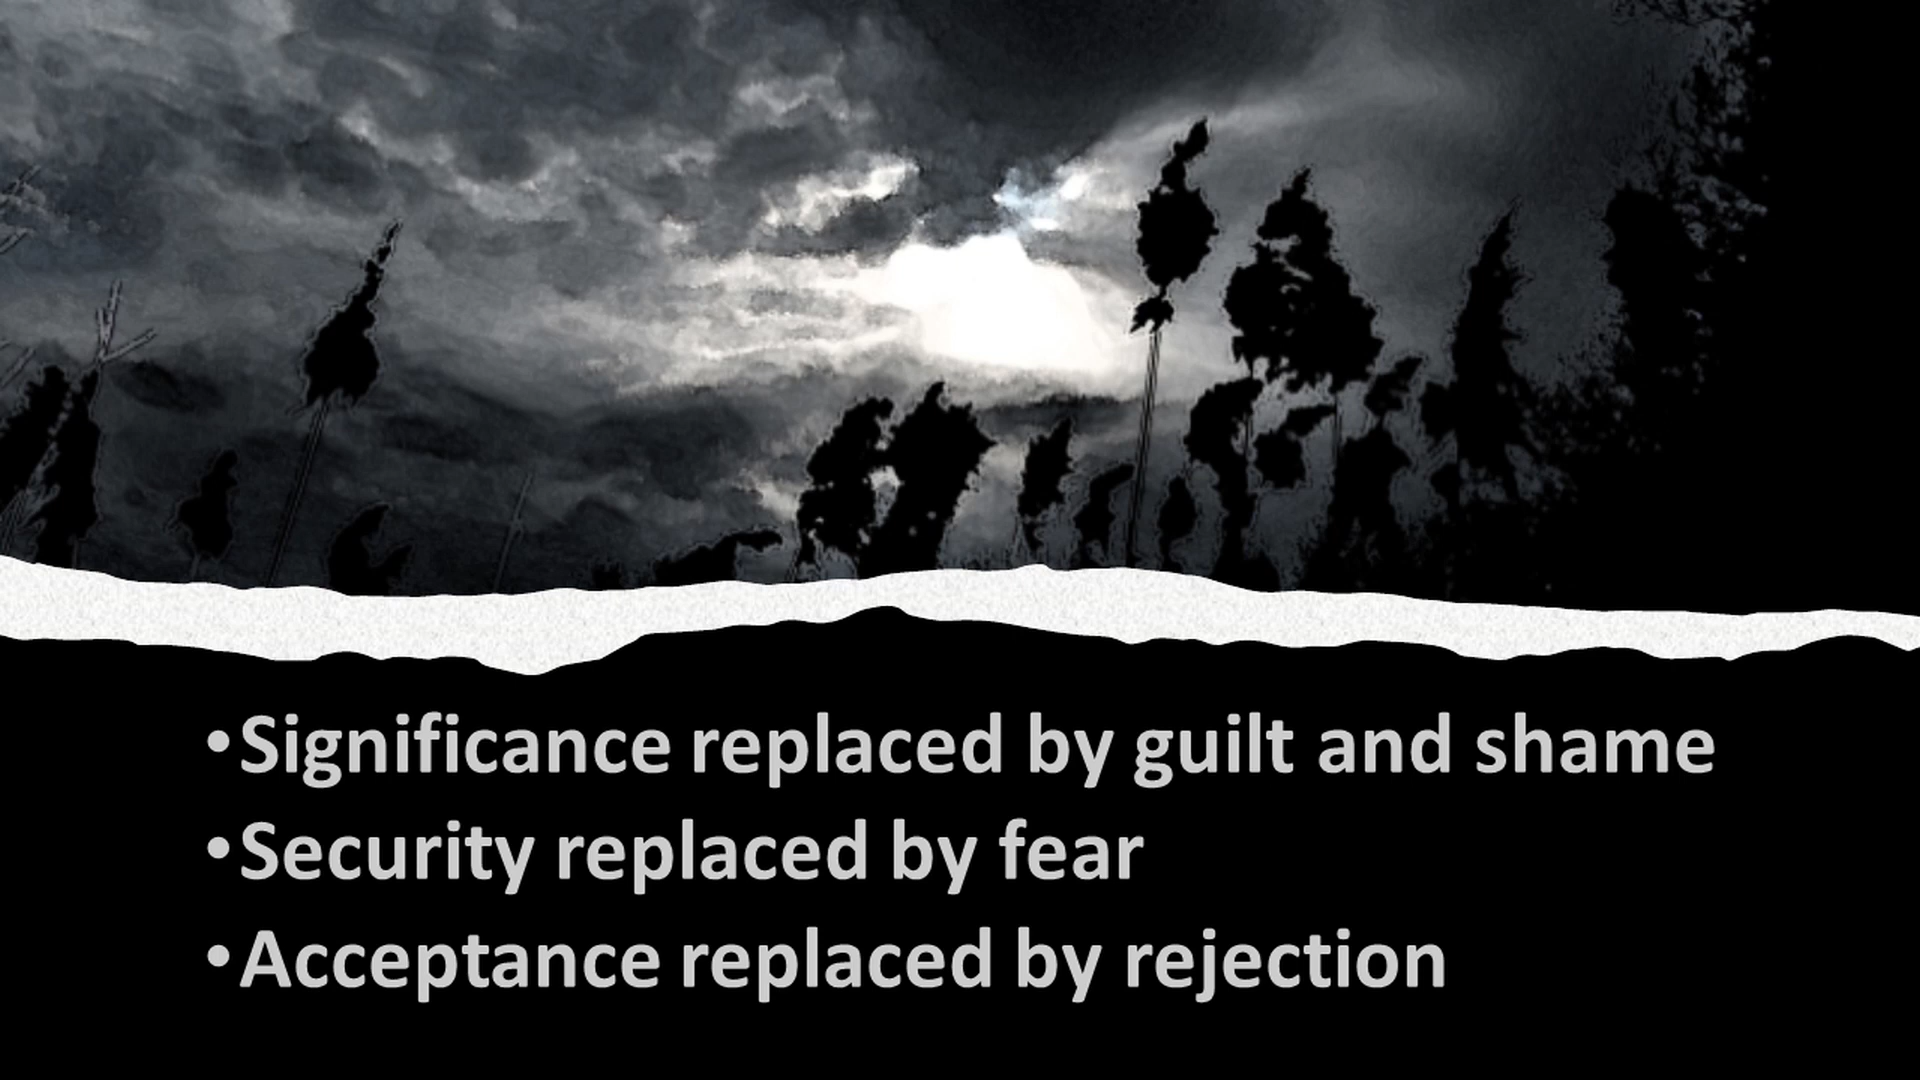 •Significance replaced by guilt and shame
•Security replaced by fear
•Acceptance replaced by rejection